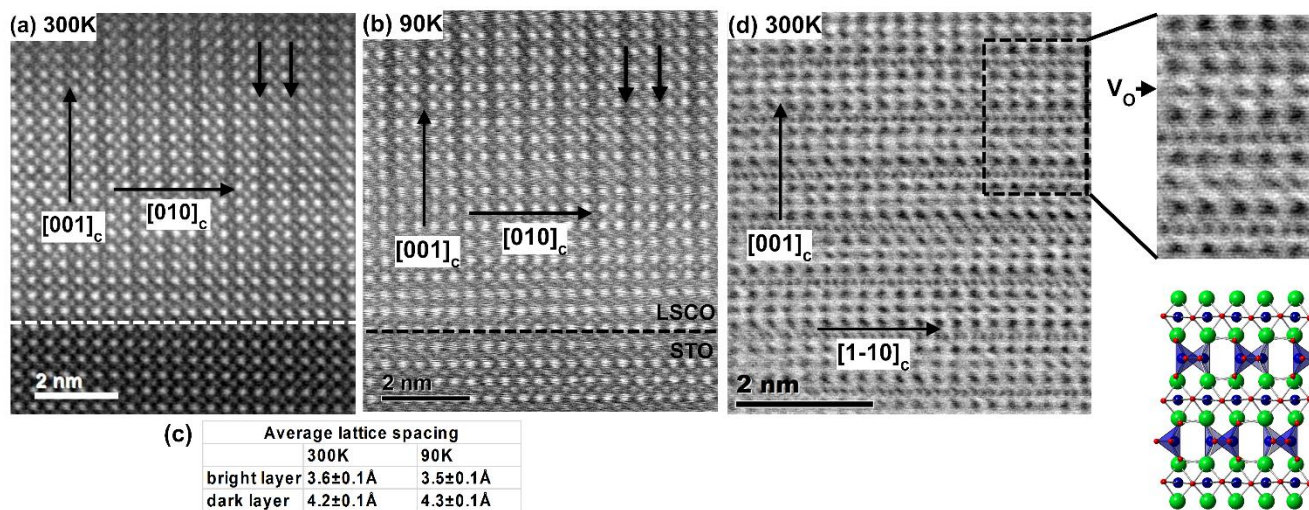 (a) 300K
[001]c
[010]c
2 nm
(b) 90K
[001]c
[010]c
LSCO
STO
2 nm
(c)
Average lattice spacing
300K 90K
bright layer 3.6±0.1Å 3.5±0.1Å
dark layer 4.2±0.1Å 4.3±0.1Å
(d) 300K
[001]c
[1-10]c
2 nm
VO